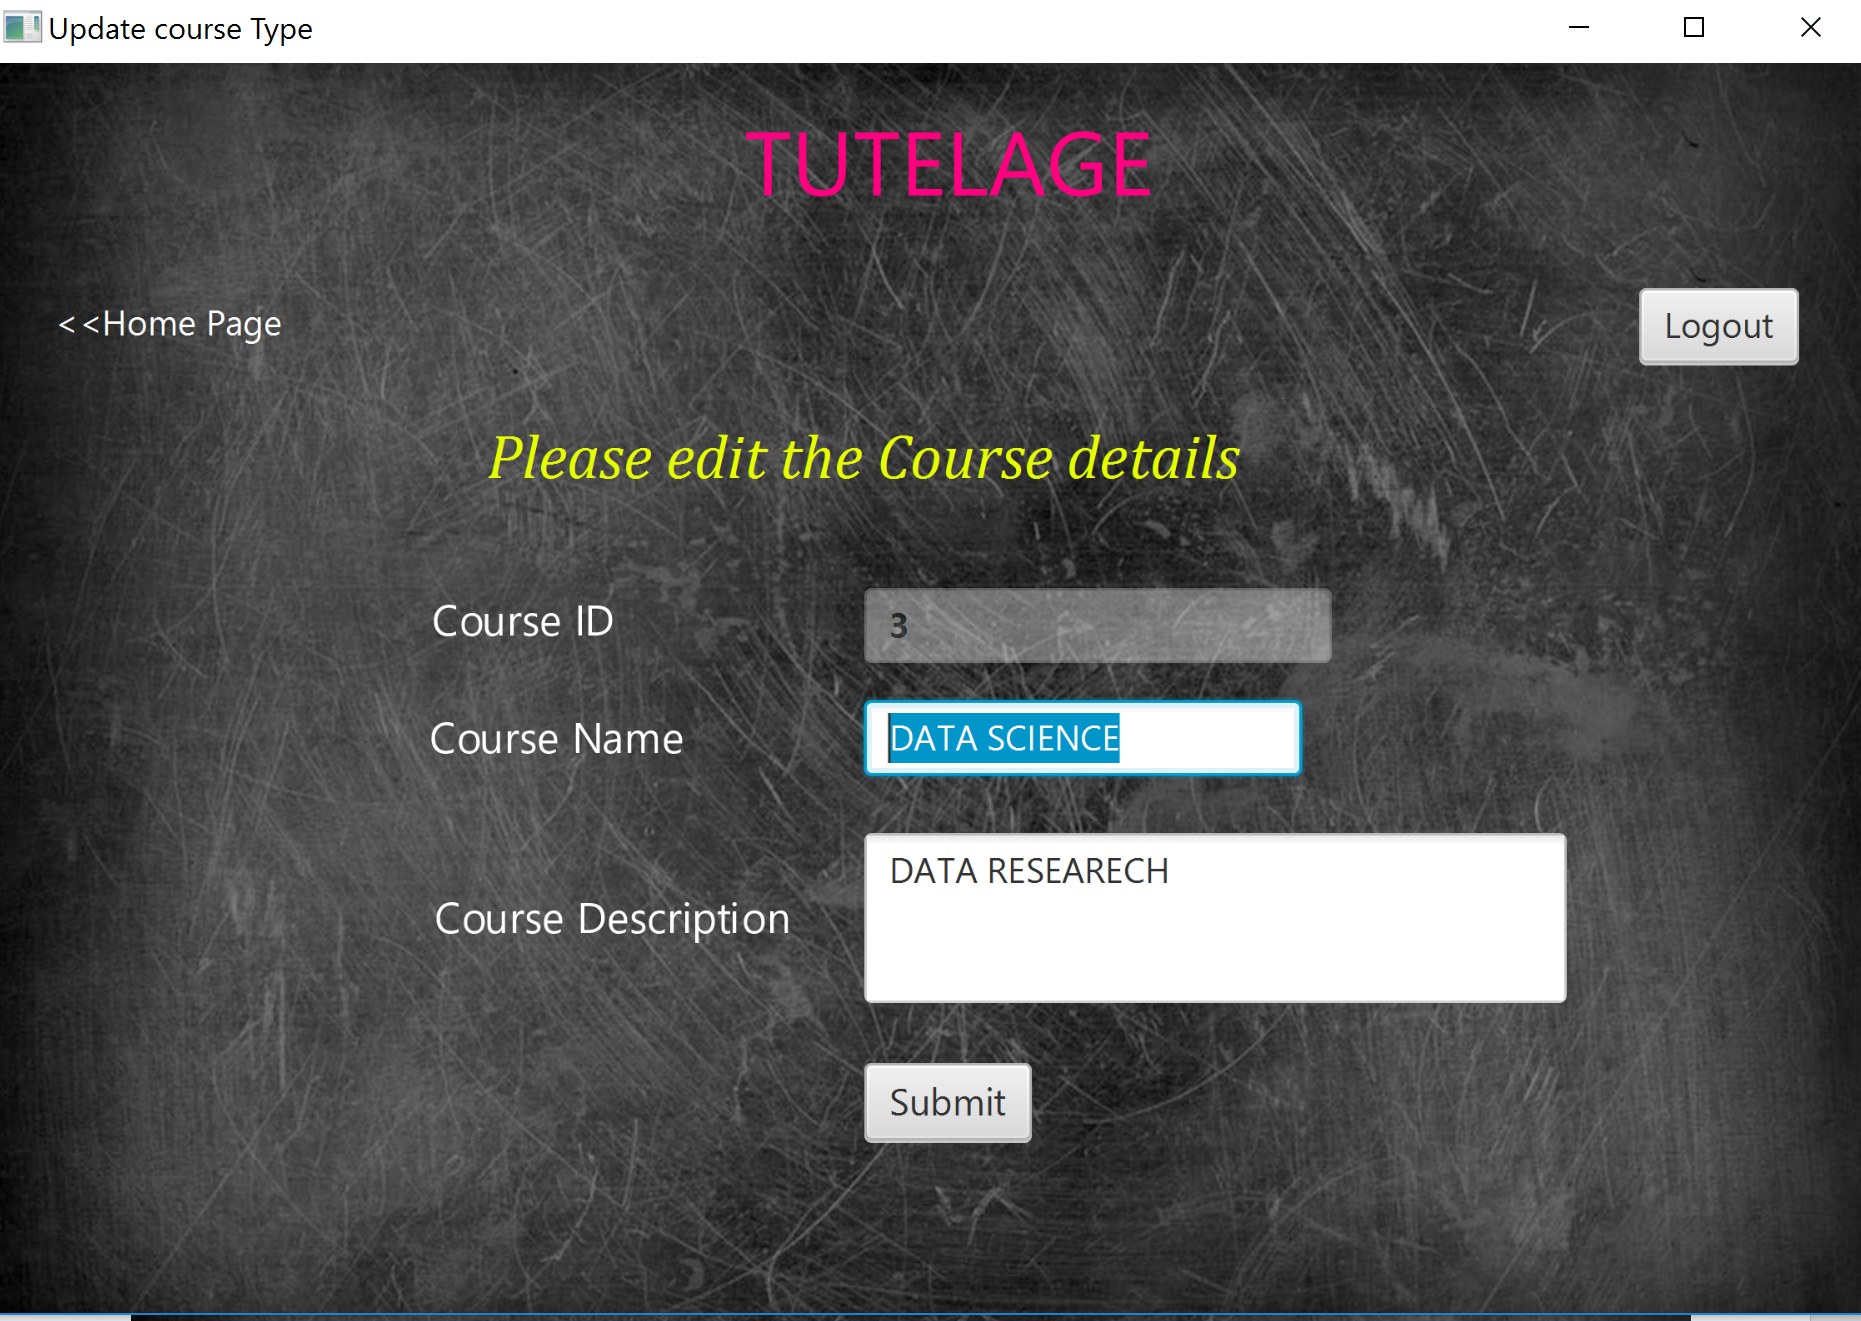 Update course Type
TUTELAGE
<<Home Page
Logout
Please edit the Course details
Course ID
3
Course Name
DATA SCIENCE
Course Description
DATA RESEARECH
Submit